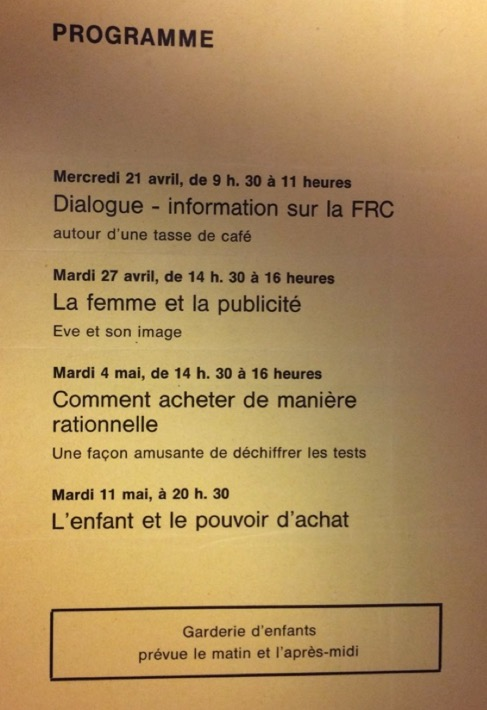 PROGRAMME
Mercredi 21 avril, de 9 h. 30 à 11 heures
Dialogue - information sur la FRC
autour d'une tasse de café
Mardi 27 avril, de 14 h. 30 à 16 heures
La femme et la publicité
Eve et son image
Mardi 4 mai, de 14 h. 30 à 16 heures
Comment acheter de manière
rationnelle
Une façon amusante de déchiffrer les tests
Mardi 11 mai, à 20 h. 30
L'enfant et le pouvoir d'achat
Garderie d'enfants
prévue le matin et l'après-midi